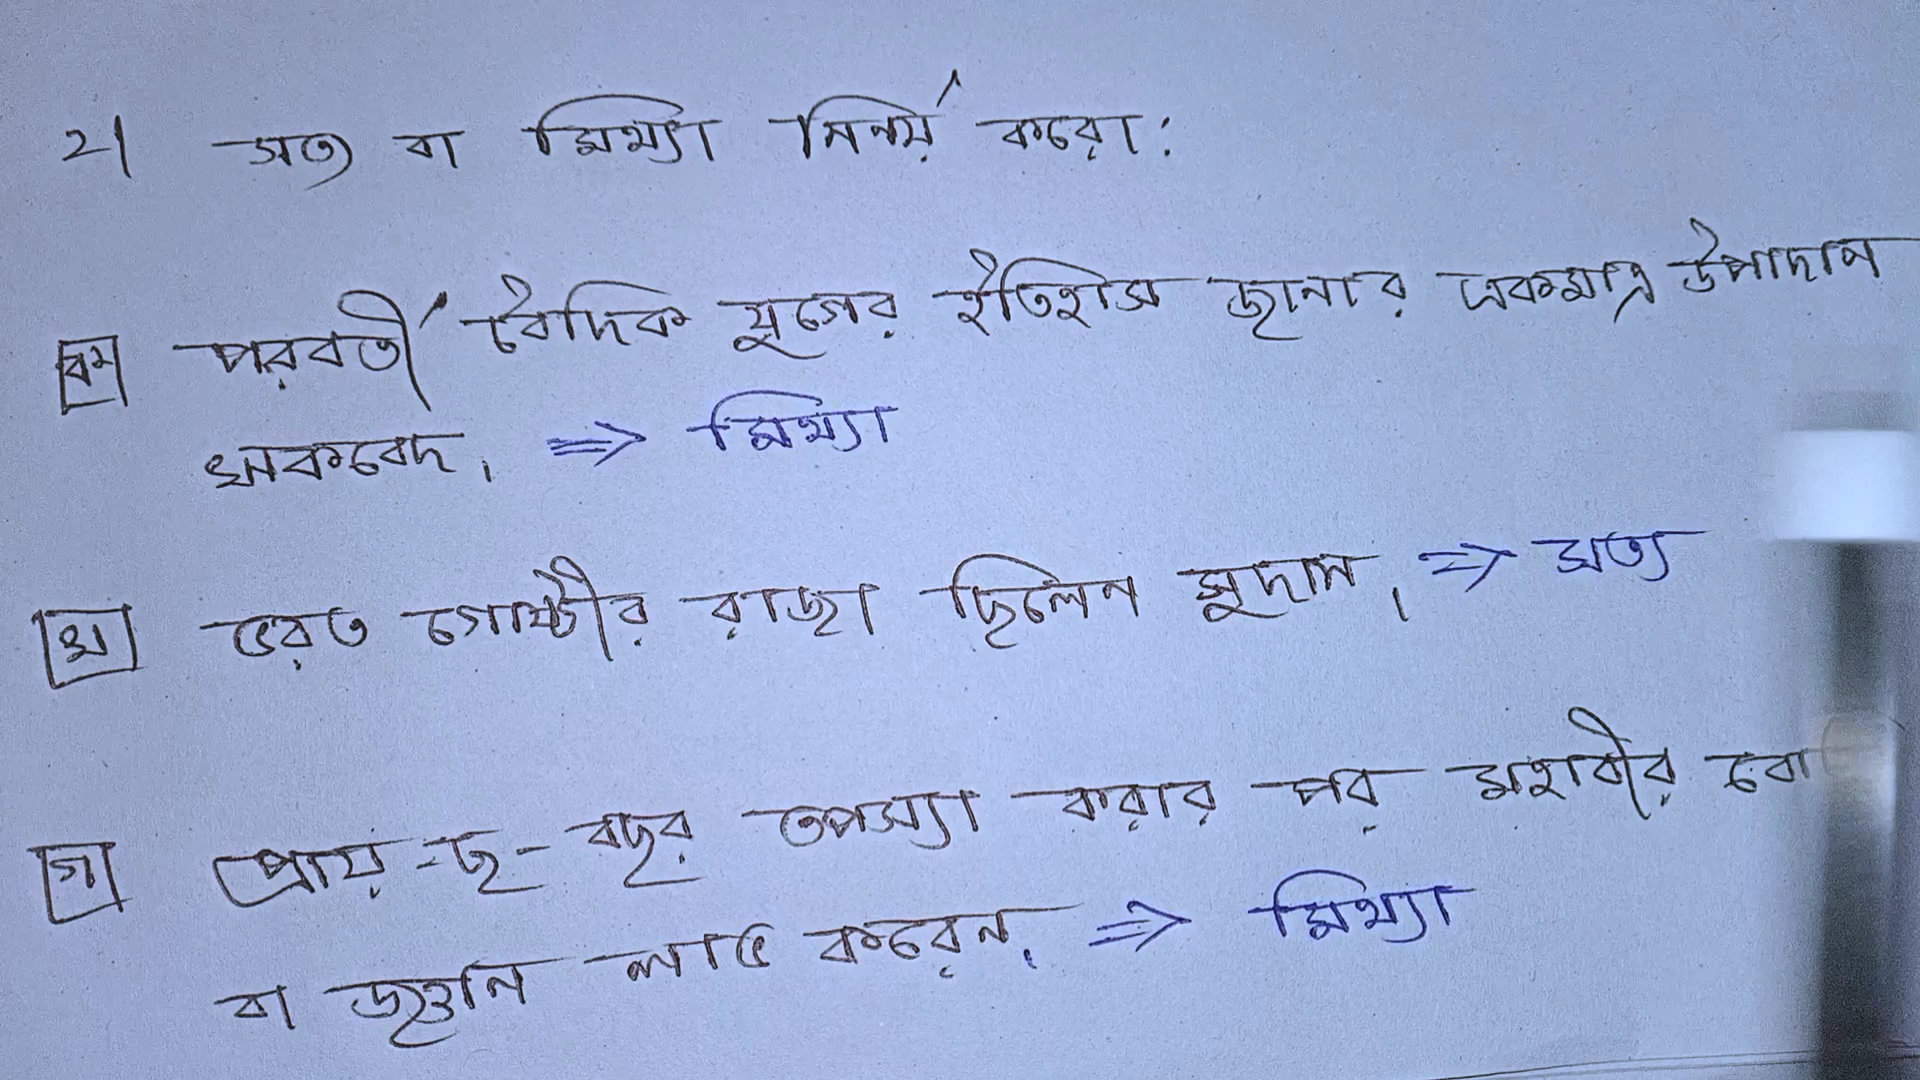 ২। সত্য বা মিথ্যা নির্ণয় করো:
ক পরবর্তী বৈদিক যুগের ইতিহাস জানার একমাত্র উপাদান
ঋকবেদ। ⇒ মিথ্যা
খ ভরত গোষ্ঠীর রাজা ছিলেন সুদাস। ⇒ সত্য
গ প্রায় -ছ- বছর তপস্যা করার পর মহাবীর
বা জ্ঞান লাভ করেন। ⇒ মিথ্যা